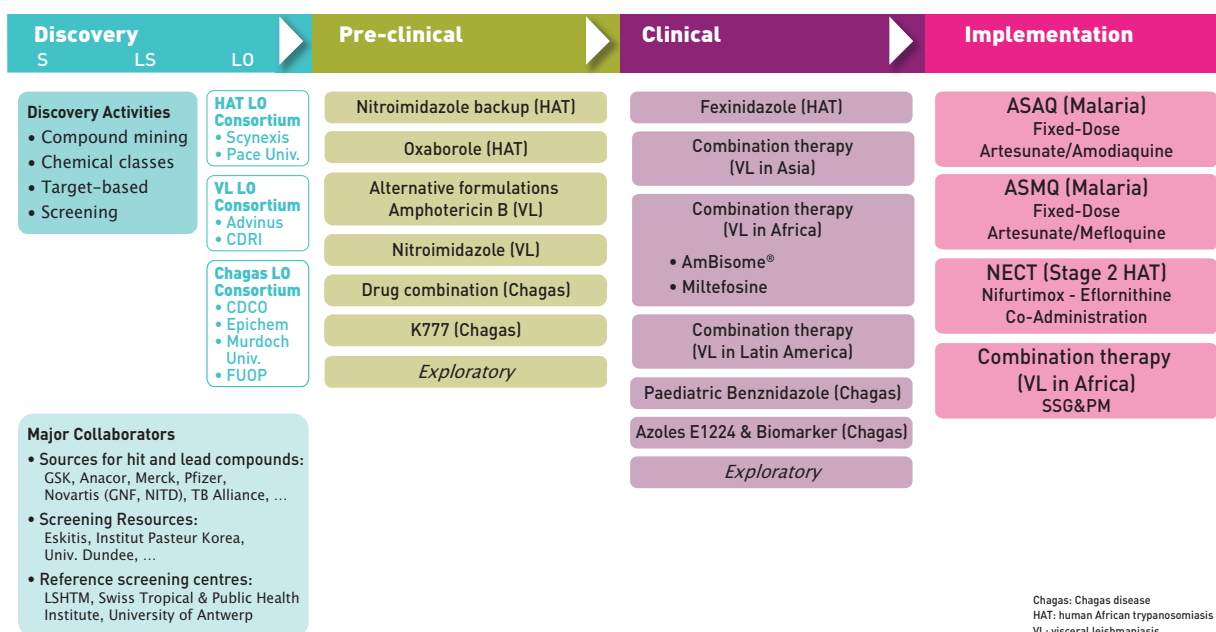 Discovery
S LS LO
Pre-clinical
Clinical
Implementation
Discovery Activities
• Compound mining
• Chemical classes
• Target-based
• Screening
HAT LO
Consortium
• Scynexis
• Pace Univ.
VL LO
Consortium
• Advinus
• CDRI
Chagas LO
Consortium
• CDCO
• Epichem
• Murdoch
Univ.
• FUOP
Major Collaborators
• Sources for hit and lead compounds:
GSK, Anacor, Merck, Pfizer,
Novartis (GNF, NITD), TB Alliance, ...
• Screening Resources:
Eskitis, Institut Pasteur Korea,
Univ. Dundee, ...
• Reference screening centres:
LSHTM, Swiss Tropical & Public Health
Institute, University of Antwerp
Nitroimidazole backup (HAT)
Oxaborole (HAT)
Alternative formulations
Amphotericin B (VL)
Nitroimidazole (VL)
Drug combination (Chagas)
K777 (Chagas)
Exploratory
Fexinidazole (HAT)
Combination therapy
(VL in Asia)
Combination therapy
(VL in Africa)
• AmBisome®
• Miltefosine
Combination therapy
(VL in Latin America)
Paediatric Benznidazole (Chagas)
Azoles E1224 & Biomarker (Chagas)
Exploratory
ASAQ (Malaria)
Fixed-Dose
Artesunate/Amodiaquine
ASMQ (Malaria)
Fixed-Dose
Artesunate/Mefloquine
NECT (Stage 2 HAT)
Nifurtimox - Eflornithine
Co-Administration
Combination therapy
(VL in Africa)
SSG&PM
Chagas: Chagas disease
HAT: human African trypanosomiasis
VL: visceral leishmaniasis